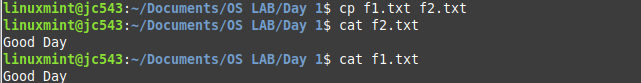 linuxmint@jc543:~/Documents/OS LAB/Day 1$ cp f1.txt f2.txt
linuxmint@jc543:~/Documents/OS LAB/Day 1$ cat f2.txt
Good Day
linuxmint@jc543:~/Documents/OS LAB/Day 1$ cat f1.txt
Good Day